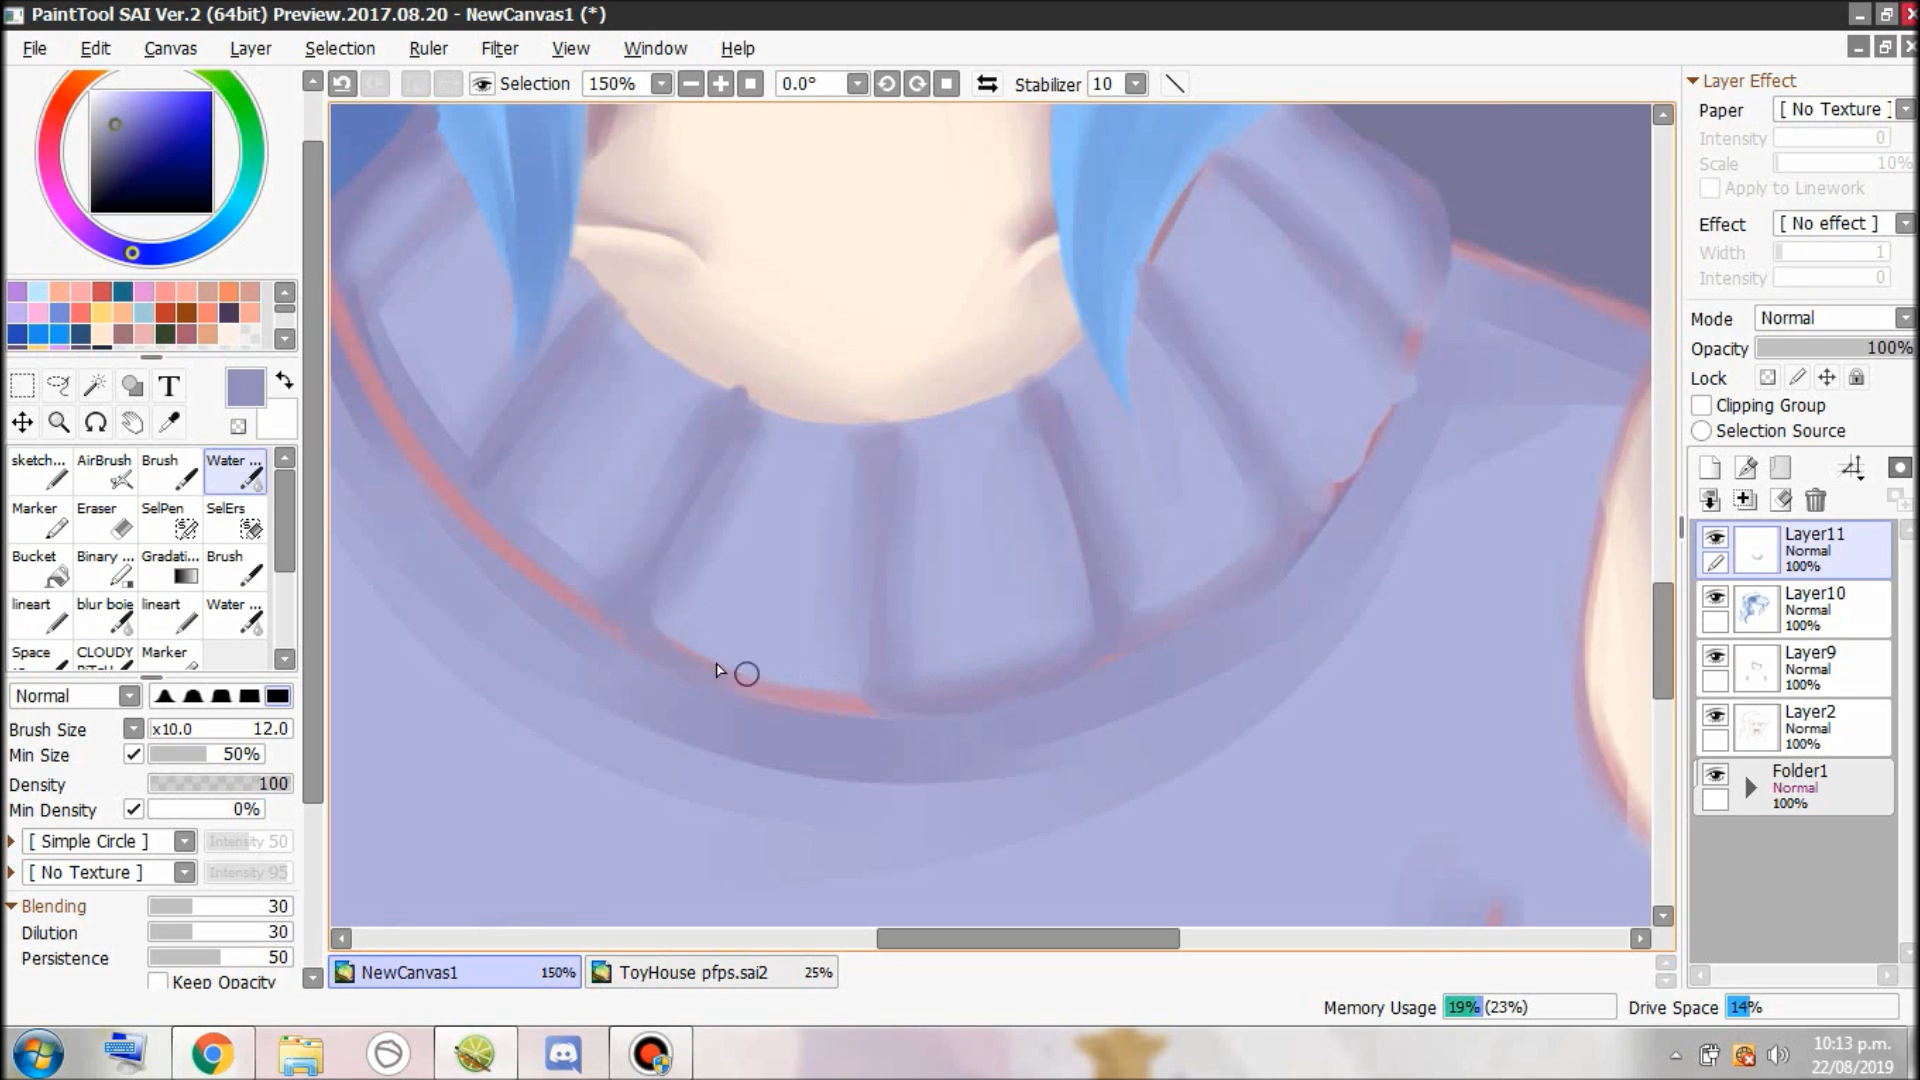 PaintTool SAI Ver.2 (64bit) Preview.2017.08.20 - NewCanvas1 (*)
File Edit Canvas Layer Selection Ruler Filter View Window Help
Selection 150% 0.0° Stabilizer 10
Layer Effect
Paper [ No Texture ]
Intensity 0
Scale 10%
Apply to Linework
Effect [ No effect ]
Width 1
Intensity 0
Mode Normal
Opacity 100%
Lock
Clipping Group
Selection Source
Layer11
Normal
100%
Layer10
Normal
100%
Layer9
Normal
100%
Layer2
Normal
100%
Folder1
Normal
100%
T
sketch... AirBrush Brush Water ...
Marker Eraser SelPen SelErs
Bucket Binary ... Gradati... Brush
lineart blur boie lineart Water ...
Space CLOUDY Marker
Normal
Brush Size x10.0 12.0
Min Size 50%
Density 100
Min Density 0%
[ Simple Circle ] Intensity 50
[ No Texture ] Intensity 95
Blending 30
Dilution 30
Persistence 50
Keep Opacity
NewCanvas1 150% ToyHouse pfps.sai2 25%
Memory Usage 19% (23%) Drive Space 14%
10:13 p.m.
22/08/2019